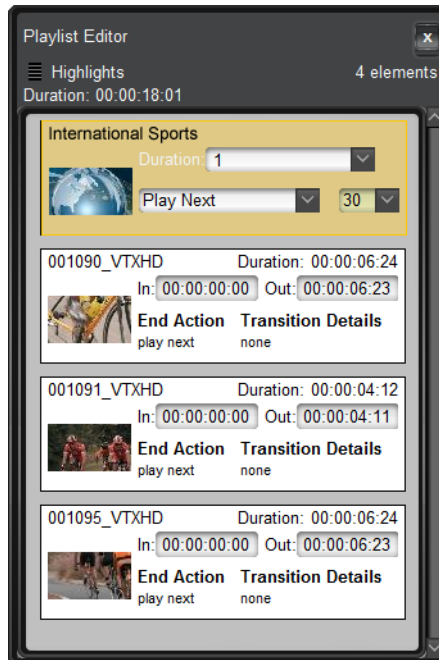 Playlist Editor
x
Highlights 4 elements
Duration: 00:00:18:01
International Sports
Duration: 1
Play Next 30
001090_VTXHD Duration: 00:00:06:24
In: 00:00:00:00 Out: 00:00:06:23
End Action Transition Details
play next none
001091_VTXHD Duration: 00:00:04:12
In: 00:00:00:00 Out: 00:00:04:11
End Action Transition Details
play next none
001095_VTXHD Duration: 00:00:06:24
In: 00:00:00:00 Out: 00:00:06:23
End Action Transition Details
play next none